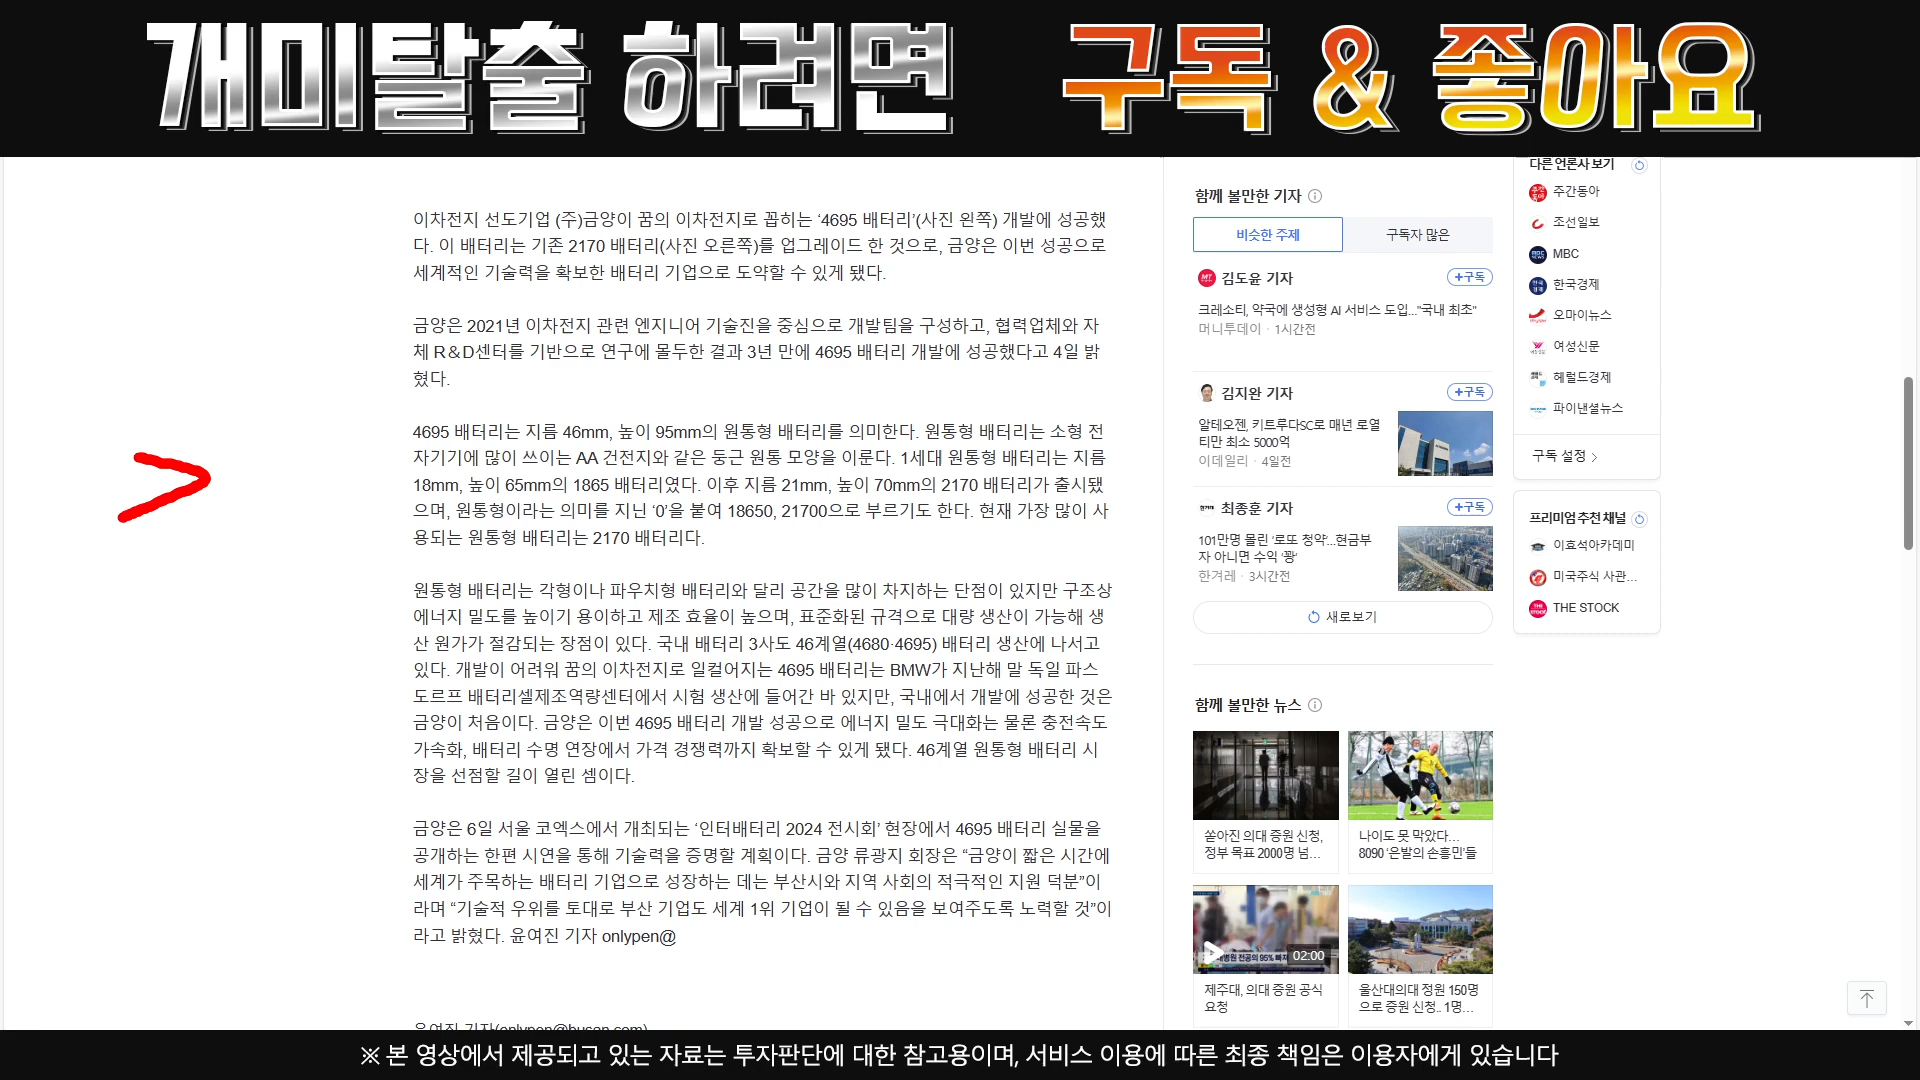 개미탈출 하려면 구독 & 좋아요
이차전지 선도기업 (주)금양이 꿈의 이차전지로 꼽히는 ‘4695 배터리’(사진 왼쪽) 개발에 성공했
다. 이 배터리는 기존 2170 배터리(사진 오른쪽)를 업그레이드 한 것으로, 금양은 이번 성공으로
세계적인 기술력을 확보한 배터리 기업으로 도약할 수 있게 됐다.
금양은 2021년 이차전지 관련 엔지니어 기술진을 중심으로 개발팀을 구성하고, 협력업체와 자
체 R&D센터를 기반으로 연구에 몰두한 결과 3년 만에 4695 배터리 개발에 성공했다고 4일 밝
혔다.
4695 배터리는 지름 46mm, 높이 95mm의 원통형 배터리를 의미한다. 원통형 배터리는 소형 전
자기기에 많이 쓰이는 AA 건전지와 같은 둥근 원통 모양을 이룬다. 1세대 원통형 배터리는 지름
18mm, 높이 65mm의 1865 배터리였다. 이후 지름 21mm, 높이 70mm의 2170 배터리가 출시됐
으며, 원통형이라는 의미를 지닌 ‘0’을 붙여 18650, 21700으로 부르기도 한다. 현재 가장 많이 사
용되는 원통형 배터리는 2170 배터리다.
원통형 배터리는 각형이나 파우치형 배터리와 달리 공간을 많이 차지하는 단점이 있지만 구조상
에너지 밀도를 높이기 용이하고 제조 효율이 높으며, 표준화된 규격으로 대량 생산이 가능해 생
산 원가가 절감되는 장점이 있다. 국내 배터리 3사도 46계열(4680·4695) 배터리 생산에 나서고
있다. 개발이 어려워 꿈의 이차전지로 일컬어지는 4695 배터리는 BMW가 지난해 말 독일 파스
도르프 배터리셀제조역량센터에서 시험 생산에 들어간 바 있지만, 국내에서 개발에 성공한 것은
금양이 처음이다. 금양은 이번 4695 배터리 개발 성공으로 에너지 밀도 극대화는 물론 충전속도
가속화, 배터리 수명 연장에서 가격 경쟁력까지 확보할 수 있게 됐다. 46계열 원통형 배터리 시
장을 선점할 길이 열린 셈이다.
금양은 6일 서울 코엑스에서 개최되는 ‘인터배터리 2024 전시회’ 현장에서 4695 배터리 실물을
공개하는 한편 시연을 통해 기술력을 증명할 계획이다. 금양 류광지 회장은 “금양이 짧은 시간에
세계가 주목하는 배터리 기업으로 성장하는 데는 부산시와 지역 사회의 적극적인 지원 덕분”이
라며 “기술적 우위를 토대로 부산 기업도 세계 1위 기업이 될 수 있음을 보여주도록 노력할 것”이
라고 밝혔다. 윤여진 기자 onlypen@
윤여진 기자(onlypen@busan.com)
함께 볼만한 기자
비슷한 주제
구독자 많은
김도윤 기자
+구독
크레소티, 약국에 생성형 AI 서비스 도입…"국내 최초"
머니투데이 · 1시간전
김지완 기자
+구독
알테오젠, 키트루다SC로 매년 로열
티만 최소 5000억
이데일리 · 4일전
최종훈 기자
+구독
101만명 몰린 ‘로또 청약’…현금부
자 아니면 수익 ‘꽝’
한겨레 · 3시간전
새로보기
함께 볼만한 뉴스
쏟아진 의대 증원 신청,
정부 목표 2000명 넘…
나이도 못 막았다…
8090 ‘은발의 손흥민’들
02:00
제주대, 의대 증원 공식
요청
울산대의대 정원 150명
으로 증원 신청.. 1명…
다른 언론사 보기
주간동아
조선일보
MBC
한국경제
오마이뉴스
여성신문
헤럴드경제
파이낸셜뉴스
구독 설정 >
프리미엄 추천 채널
이효석아카데미
미국주식 사관…
THE STOCK
※ 본 영상에서 제공되고 있는 자료는 투자판단에 대한 참고용이며, 서비스 이용에 따른 최종 책임은 이용자에게 있습니다